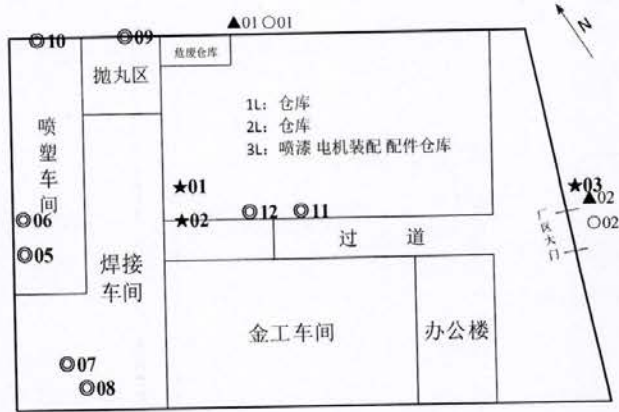 ▲01 ○01
N
◎10
◎09
危废仓库
抛丸区
喷塑车间
1L：仓库
2L：仓库
3L：喷漆 电机装配 配件仓库
★01
★03
▲02
○02
◎06
★02
◎12
◎11
厂区大门
过 道
◎05
焊接
车间
金工车间
办公楼
◎07
◎08